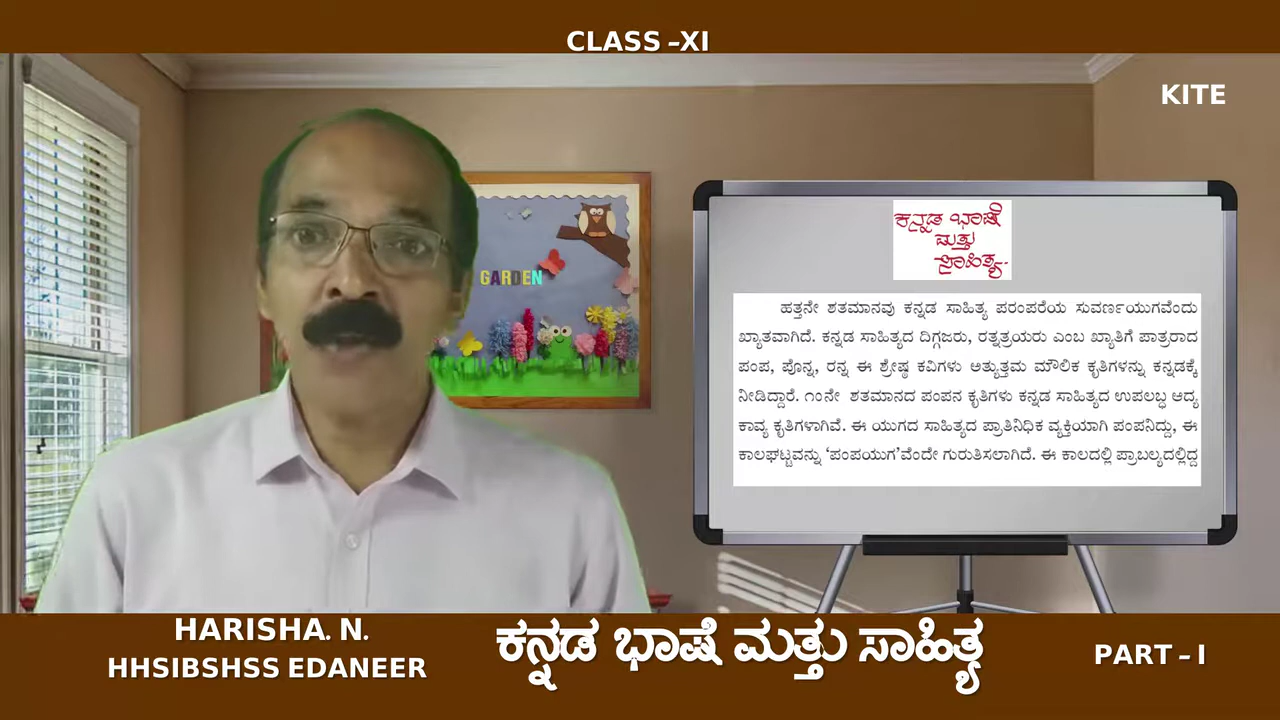 CLASS –XI
KITE
GARDEN
ಕನ್ನಡ ಭಾಷೆ
ಮತ್ತು
ಸಾಹಿತ್ಯ.
ಹತ್ತನೇ ಶತಮಾನವು ಕನ್ನಡ ಸಾಹಿತ್ಯ ಪರಂಪರೆಯ ಸುವರ್ಣಯುಗವೆಂದು
ಖ್ಯಾತವಾಗಿದೆ. ಕನ್ನಡ ಸಾಹಿತ್ಯದ ದಿಗ್ಗಜರು, ರತ್ನತ್ರಯರು ಎಂಬ ಖ್ಯಾತಿಗೆ ಪಾತ್ರರಾದ
ಪಂಪ, ಪೊನ್ನ, ರನ್ನ ಈ ಶ್ರೇಷ್ಠ ಕವಿಗಳು ಅತ್ಯುತ್ತಮ ಮೌಲಿಕ ಕೃತಿಗಳನ್ನು ಕನ್ನಡಕ್ಕೆ
ನೀಡಿದ್ದಾರೆ. ೧೦ನೇ ಶತಮಾನದ ಪಂಪನ ಕೃತಿಗಳು ಕನ್ನಡ ಸಾಹಿತ್ಯದ ಉಪಲಬ್ಧ ಆದ್ಯ
ಕಾವ್ಯ ಕೃತಿಗಳಾಗಿವೆ. ಈ ಯುಗದ ಸಾಹಿತ್ಯದ ಪ್ರಾತಿನಿಧಿಕ ವ್ಯಕ್ತಿಯಾಗಿ ಪಂಪನಿದ್ದು, ಈ
ಕಾಲಘಟ್ಟವನ್ನು ‘ಪಂಪಯುಗ’ವೆಂದೇ ಗುರುತಿಸಲಾಗಿದೆ. ಈ ಕಾಲದಲ್ಲಿ ಪ್ರಾಬಲ್ಯದಲ್ಲಿದ್ದ
HARISHA. N.
HHSIBSHSS EDANEER
ಕನ್ನಡ ಭಾಷೆ ಮತ್ತು ಸಾಹಿತ್ಯ
PART – I